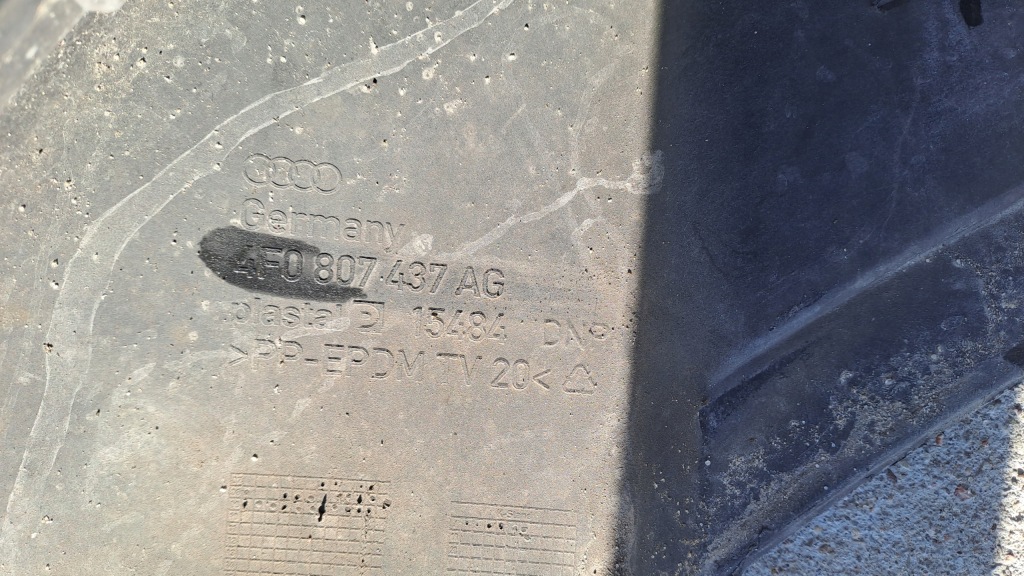 Germany
4F0 807 437 AG
plastal 15484 DN
>PP-EPDM TV 20<